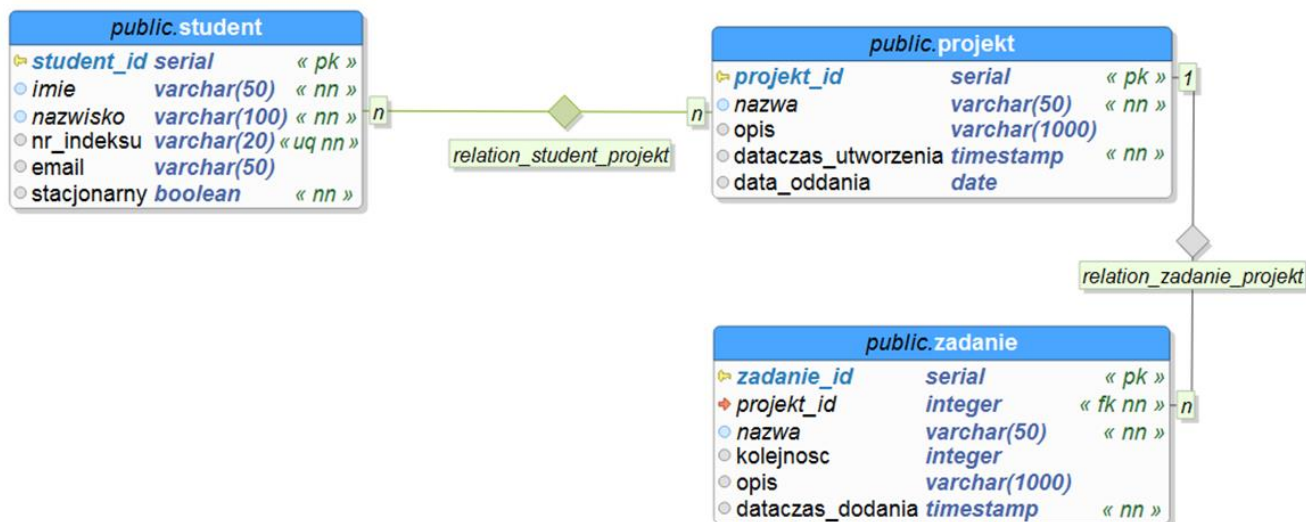 public.student
student_id serial « pk »
imie varchar(50) « nn »
nazwisko varchar(100) « nn »
nr_indeksu varchar(20) « uq nn »
email varchar(50)
stacjonarny boolean « nn »
n
n
relation_student_projekt
public.projekt
projekt_id serial « pk »
nazwa varchar(50) « nn »
opis varchar(1000)
dataczas_utworzenia timestamp « nn »
data_oddania date
1
relation_zadanie_projekt
public.zadanie
zadanie_id serial « pk »
projekt_id integer « fk nn »
n
nazwa varchar(50) « nn »
kolejnosc integer
opis varchar(1000)
dataczas_dodania timestamp « nn »